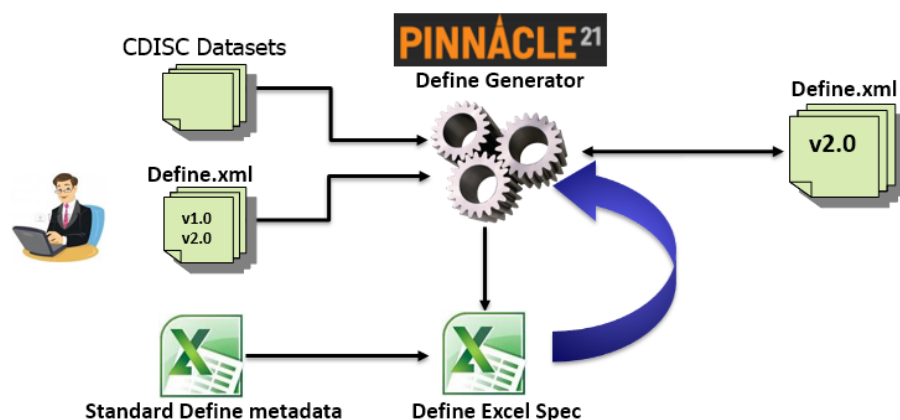 CDISC Datasets
PINNACLE 21
Define Generator
Define.xml
v1.0
v2.0
Define.xml
v2.0
Standard Define metadata
Define Excel Spec